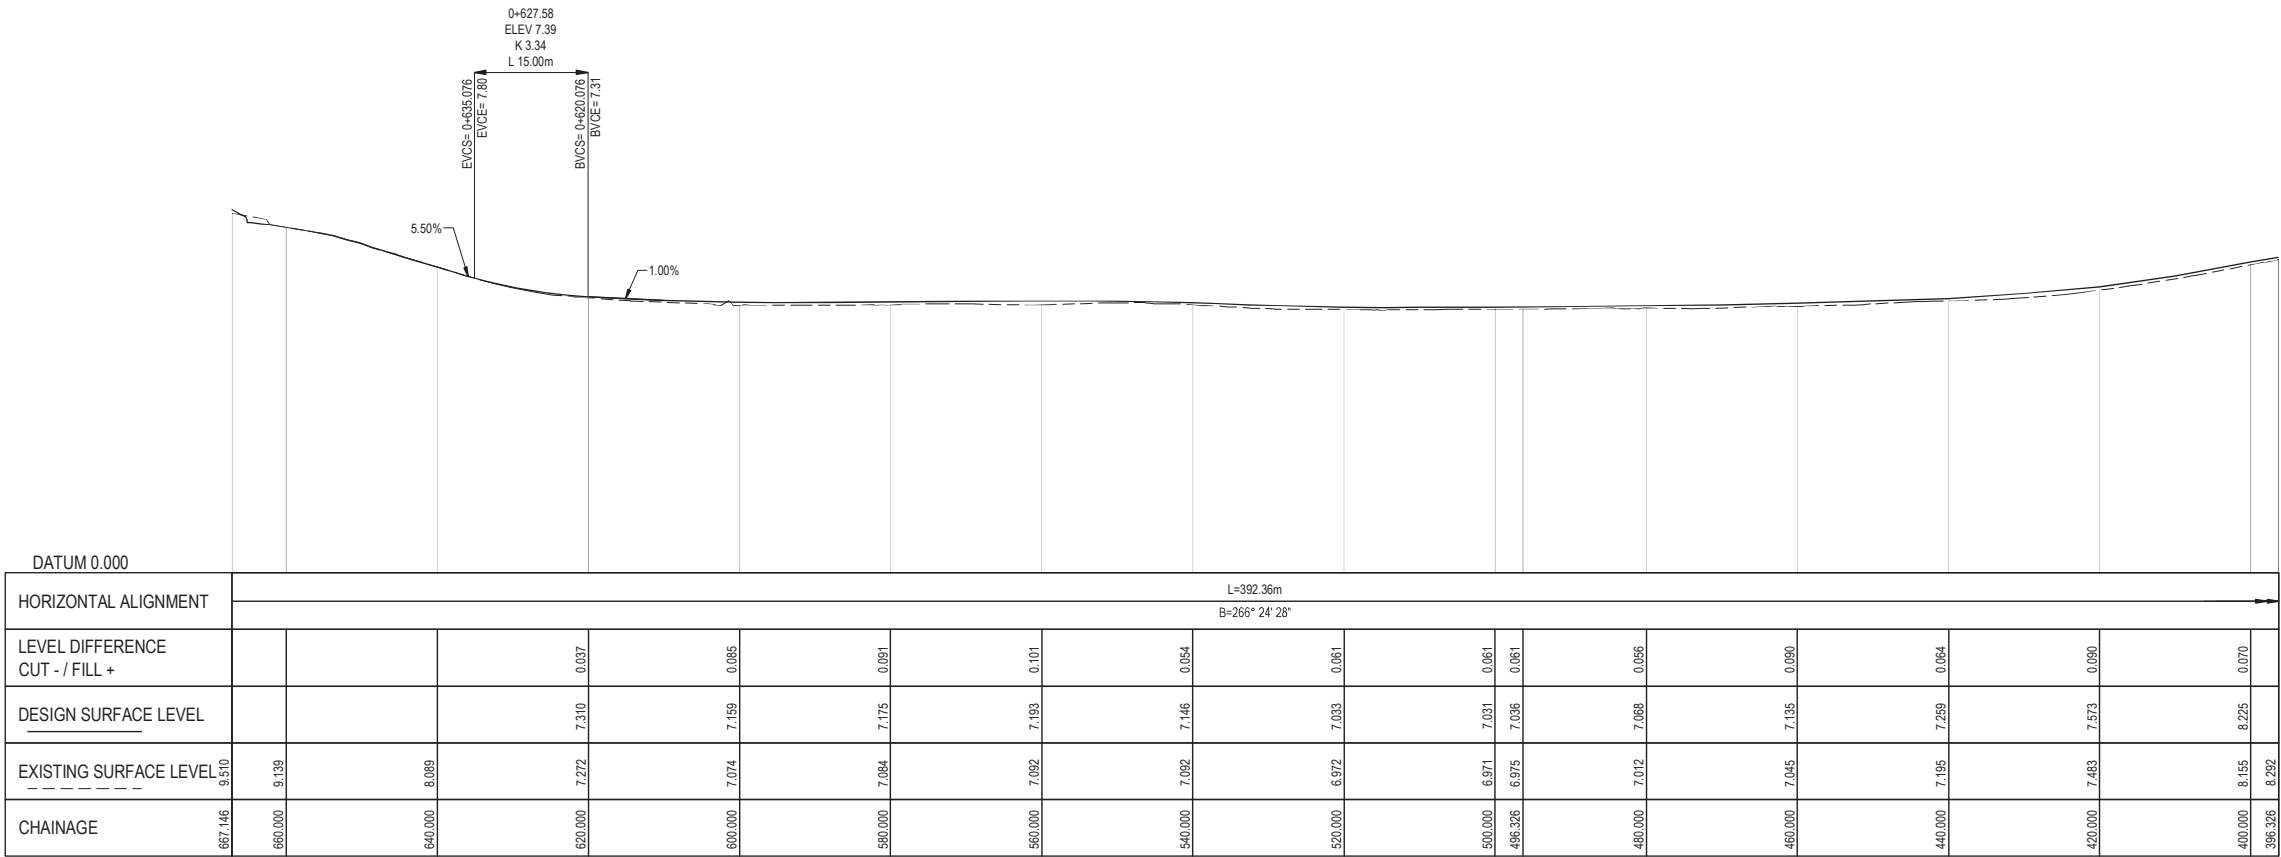 0+627.58
ELEV 7.39
K 3.34
L 15.00m
EVCS= 0+635.076
EVCE= 7.80
BVCS= 0+620.076
BVCE= 7.31
5.50%
1.00%
DATUM 0.000
HORIZONTAL ALIGNMENT
L=392.36m
B=266° 24' 28"
LEVEL DIFFERENCE
CUT - / FILL +
0.037 0.085 0.091 0.101 0.054 0.061 0.061 0.061 0.056 0.090 0.064 0.090 0.070
DESIGN SURFACE LEVEL
7.310 7.159 7.175 7.193 7.146 7.033 7.031 7.036 7.068 7.135 7.259 7.573 8.225
EXISTING SURFACE LEVEL
9.510 9.139 8.089 7.272 7.074 7.084 7.092 7.092 6.972 6.971 6.975 7.012 7.045 7.195 7.483 8.155 8.292
CHAINAGE
667.146 660.000 640.000 620.000 600.000 580.000 560.000 540.000 520.000 500.000 496.326 480.000 460.000 440.000 420.000 400.000 396.326